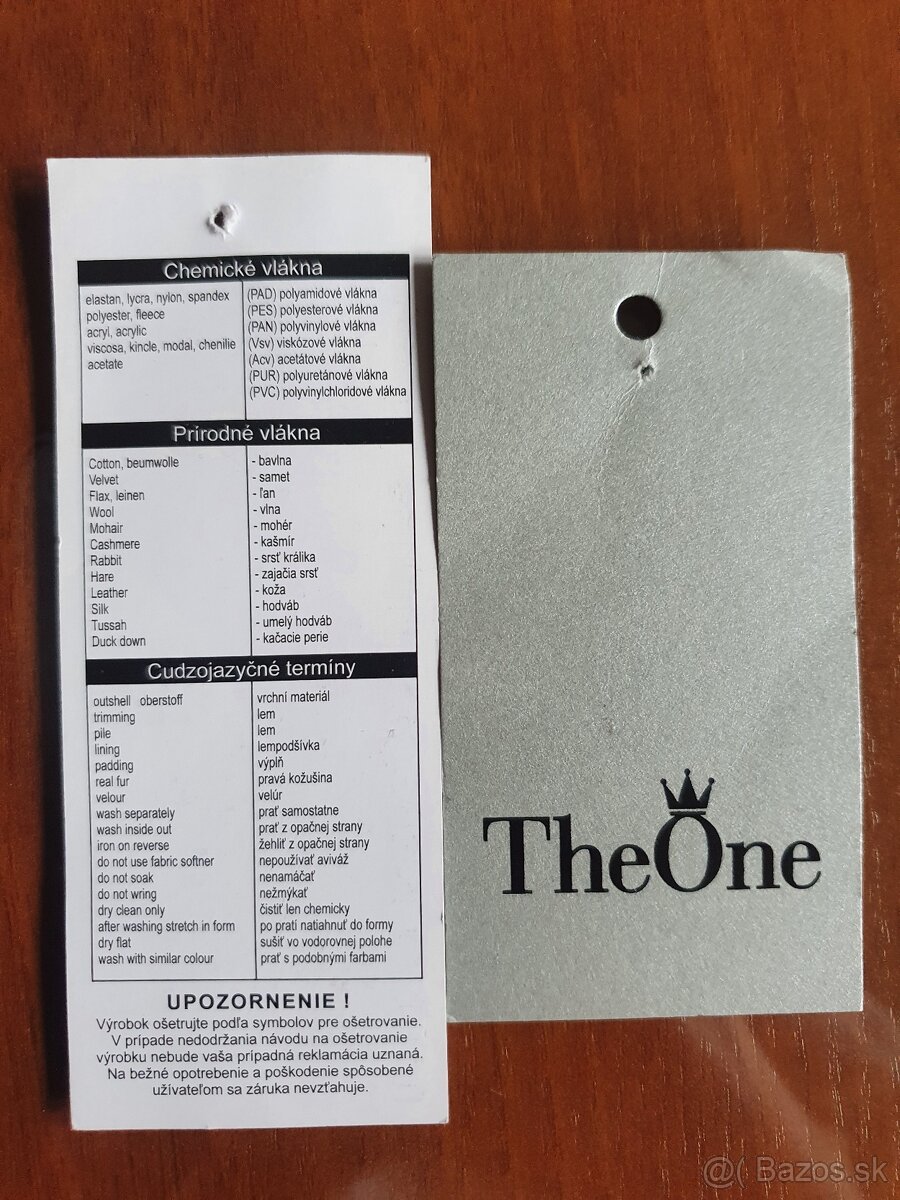 Chemické vlákna
elastan, lycra, nylon, spandex
polyester, fleece
acryl, acrylic
viscosa, kincle, modal, chenilie
acetate
(PAD) polyamidové vlákna
(PES) polyesterové vlákna
(PAN) polyvinylové vlákna
(Vsv) viskózové vlákna
(Acv) acetátové vlákna
(PUR) polyuretánové vlákna
(PVC) polyvinylchloridové vlákna
Prírodné vlákna
Cotton, beumwolle - bavlna
Velvet - samet
Flax, leinen - ľan
Wool - vlna
Mohair - mohér
Cashmere - kašmír
Rabbit - srsť králika
Hare - zajačia srsť
Leather - koža
Silk - hodváb
Tussah - umelý hodváb
Duck down - kačacie perie
Cudzojazyčné termíny
outshell oberstoff vrchní materiál
trimming lem
pile lem
lining lempodšívka
padding výplň
real fur pravá kožušina
velour velúr
wash separately prať samostatne
wash inside out prať z opačnej strany
iron on reverse žehliť z opačnej strany
do not use fabric softner nepoužívať aviváž
do not soak nenamáčať
do not wring nežmýkať
dry clean only čistiť len chemicky
after washing stretch in form po pratí natiahnuť do formy
dry flat sušiť vo vodorovnej polohe
wash with similar colour prať s podobnými farbami
UPOZORNENIE !
Výrobok ošetrujte podľa symbolov pre ošetrovanie.
V prípade nedodržania návodu na ošetrovanie
výrobku nebude vaša prípadná reklamácia uznaná.
Na bežné opotrebenie a poškodenie spôsobené
užívateľom sa záruka nevzťahuje.
TheOne
@( Bazos.sk